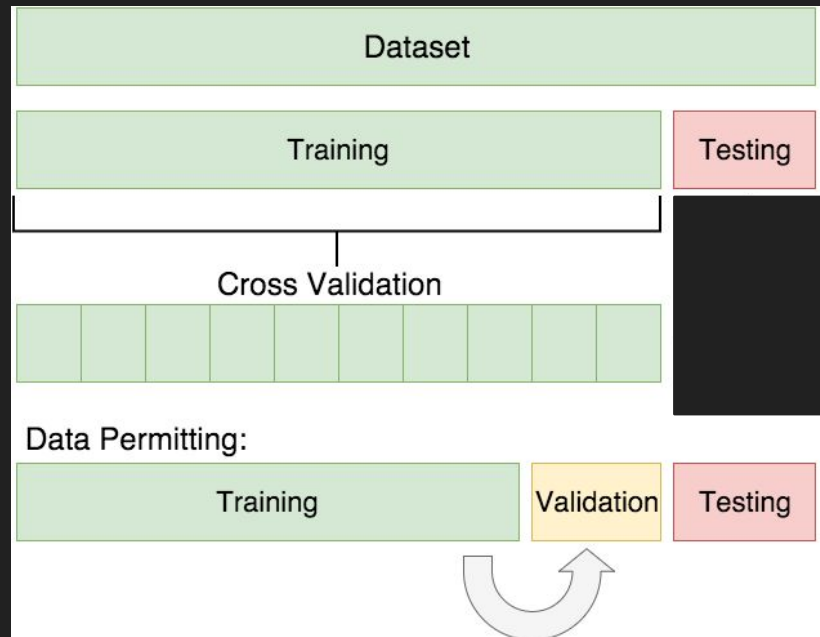 Dataset
Training Testing
Cross Validation
Data Permitting:
Training Validation Testing